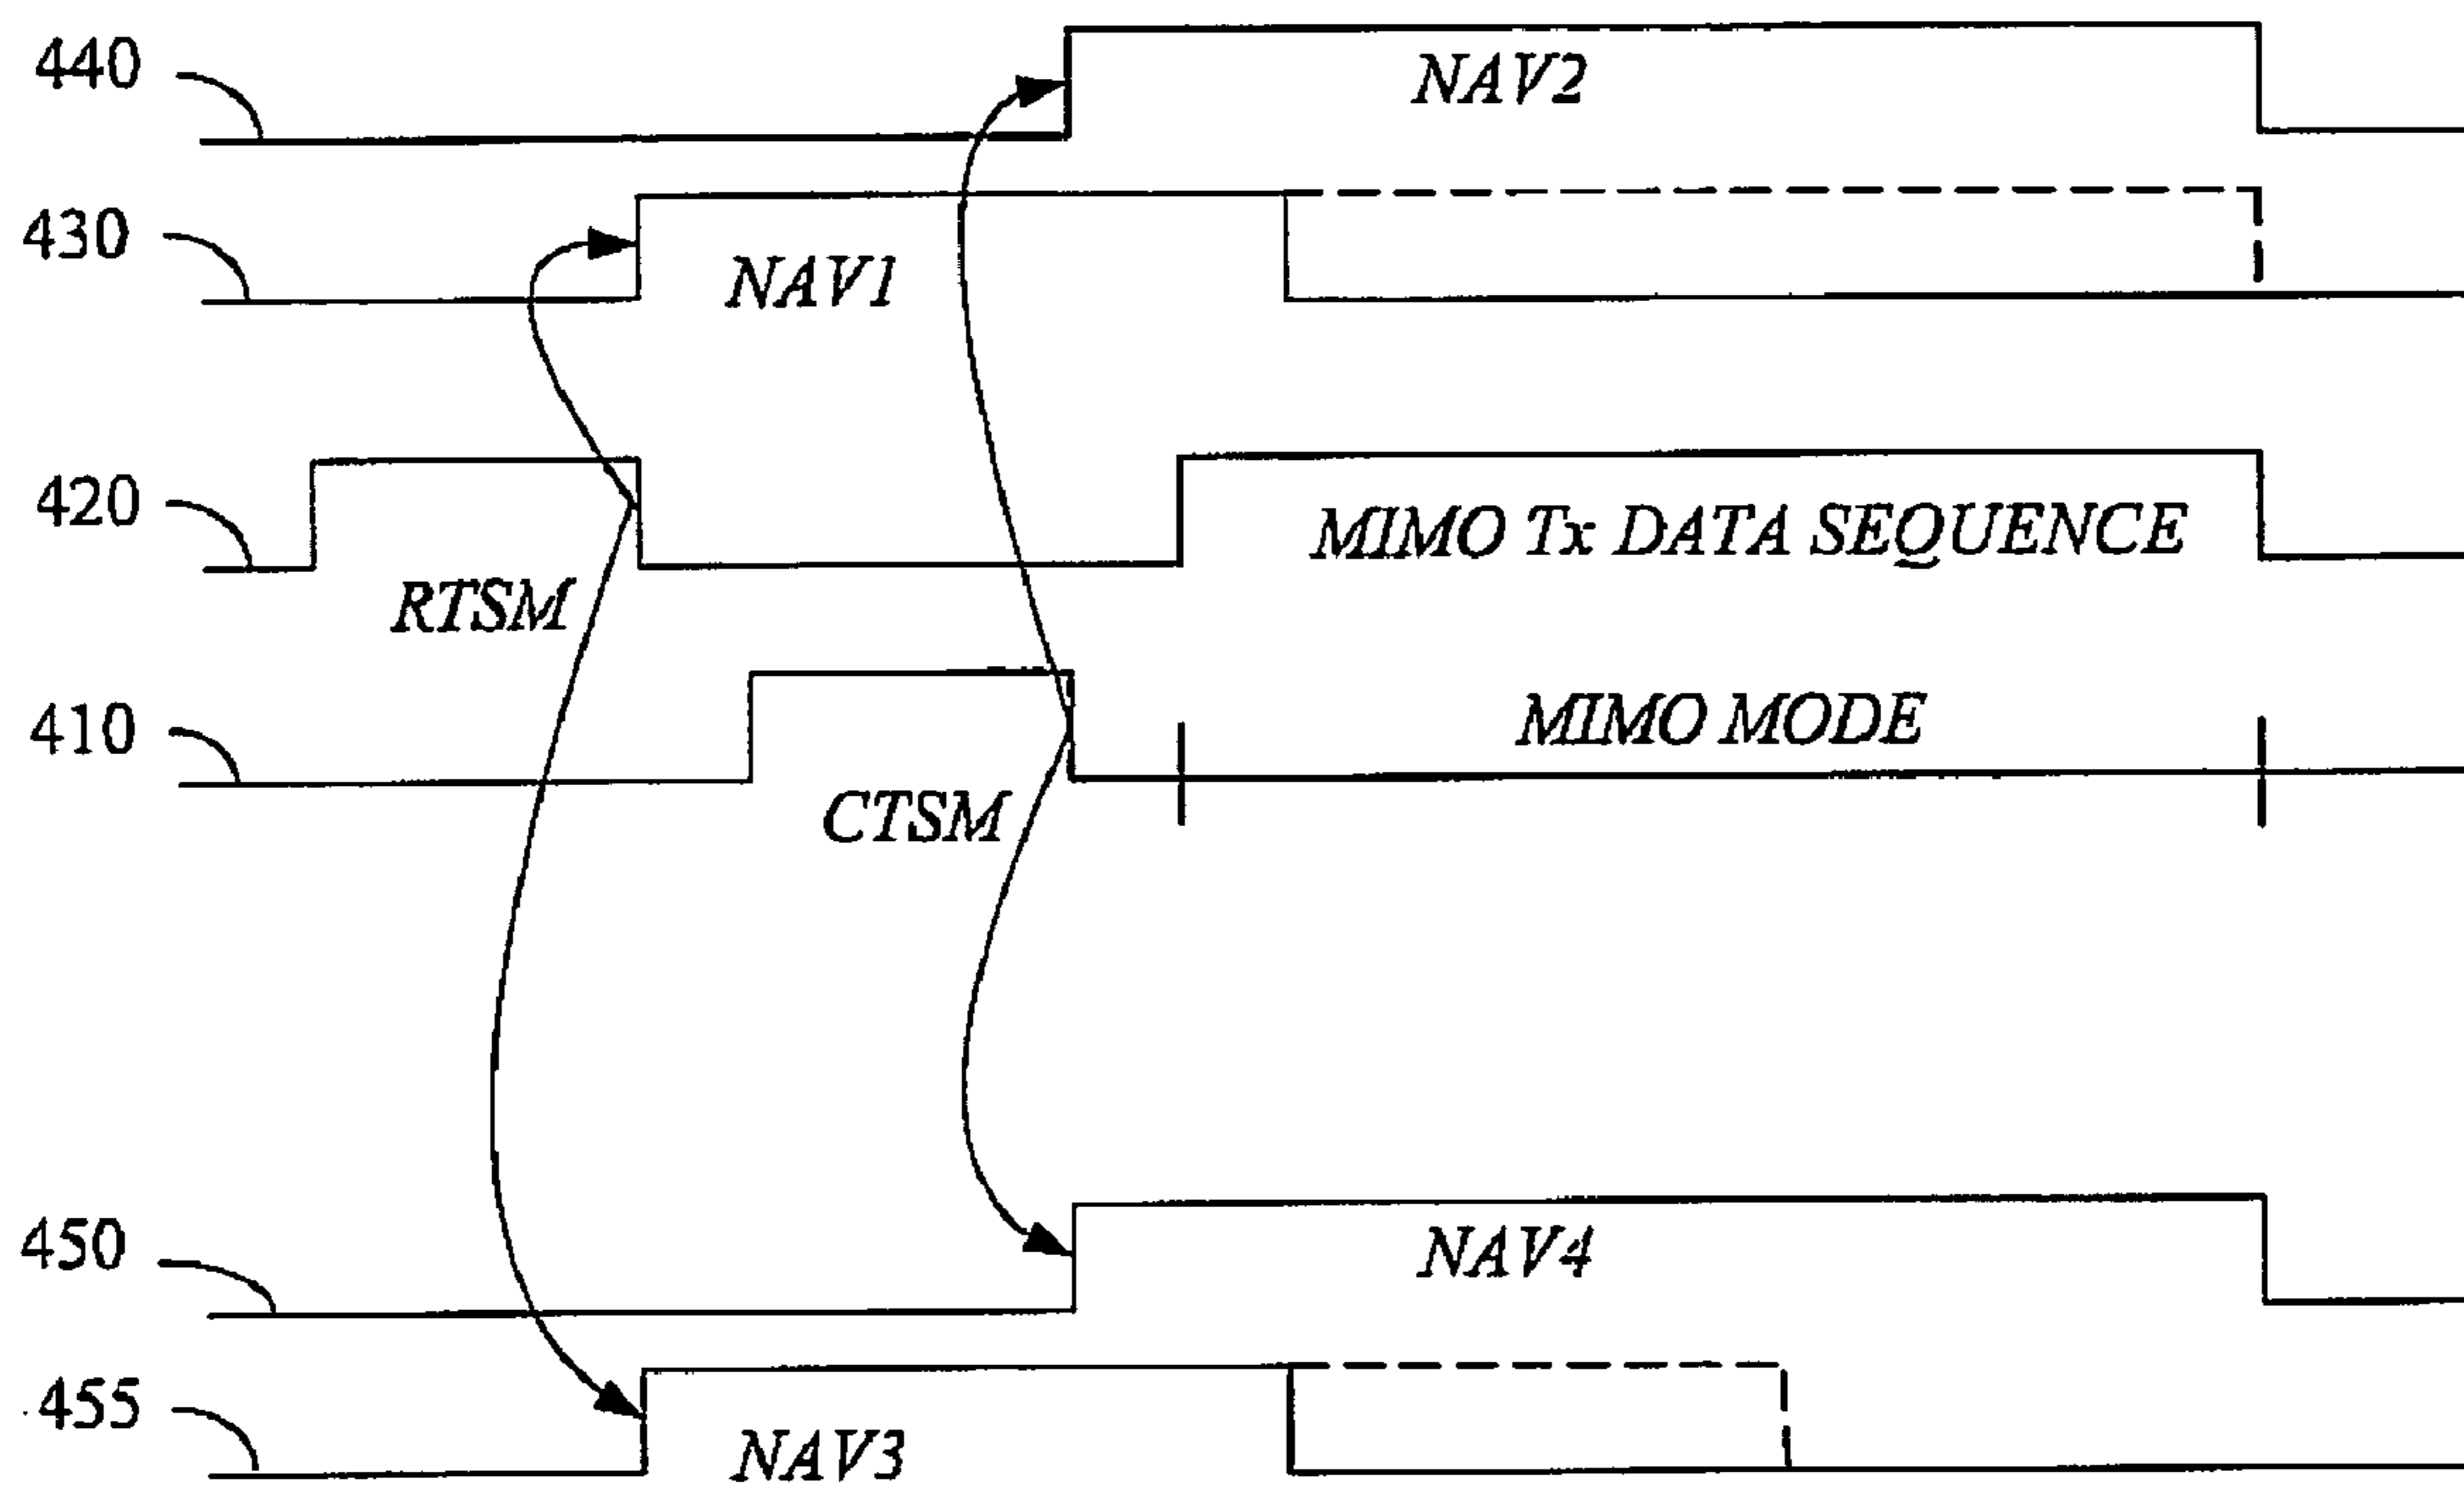 440
NAV2
430
NAV1
420
MIMO Tx DATA SEQUENCE
RTSM
410
MIMO MODE
CTSM
450
NAV4
455
NAV3